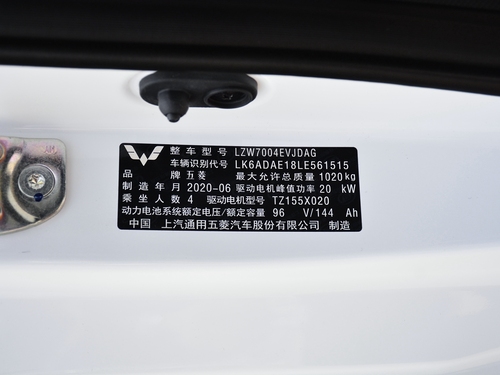 整车型号 LZW7004EVJDAG
车辆识别代号 LK6ADAE18LE561515
品牌 五菱 最大允许总质量 1020kg
制造年月 2020-06 驱动电机峰值功率 20 kW
乘坐人数 4 驱动电机型号 TZ155X020
动力电池系统额定电压/额定容量 96 V/144 Ah
中国 上汽通用五菱汽车股份有限公司 制造